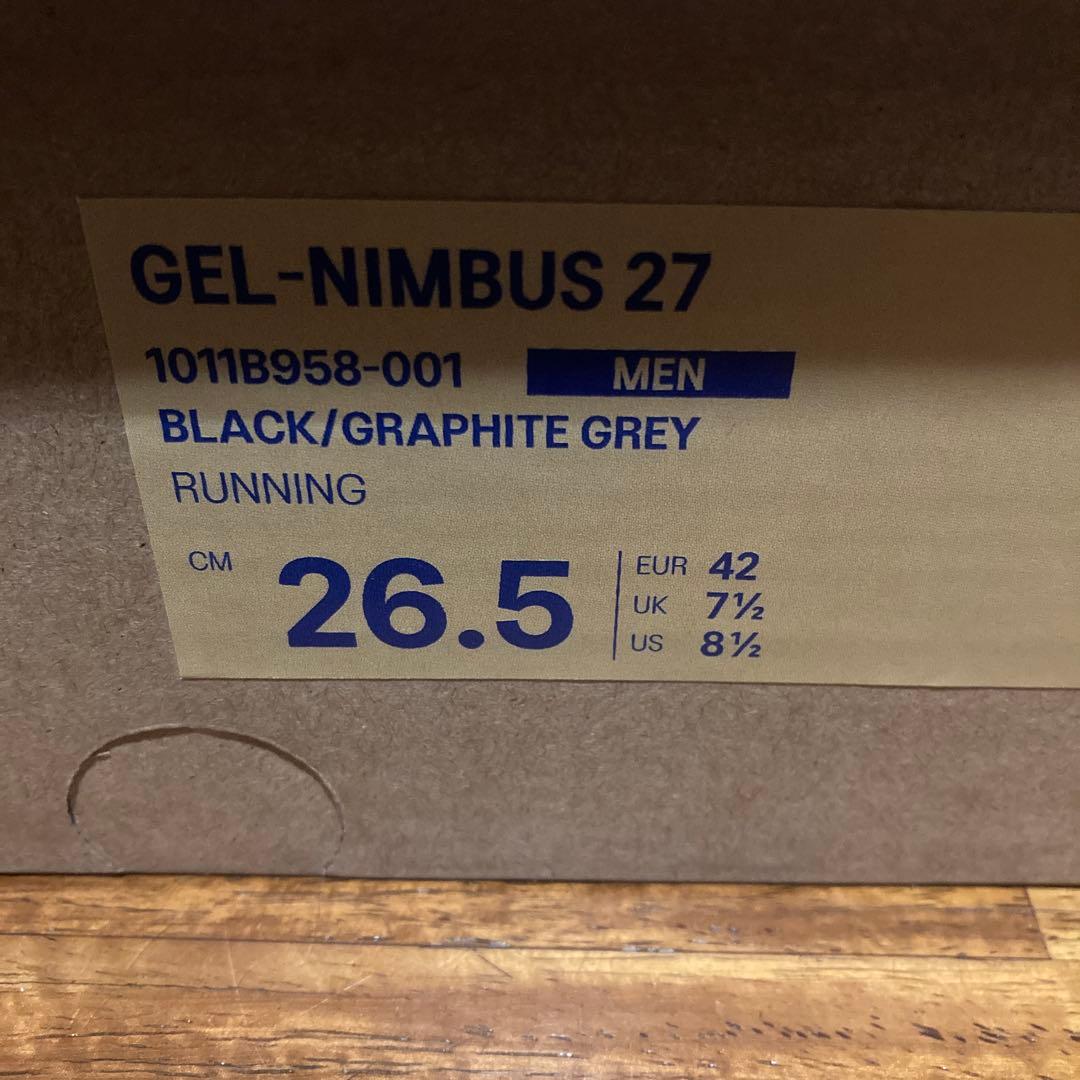 GEL-NIMBUS 27
1011B958-001 MEN
BLACK/GRAPHITE GREY
RUNNING
CM 26.5
EUR 42
UK 7½
US 8½